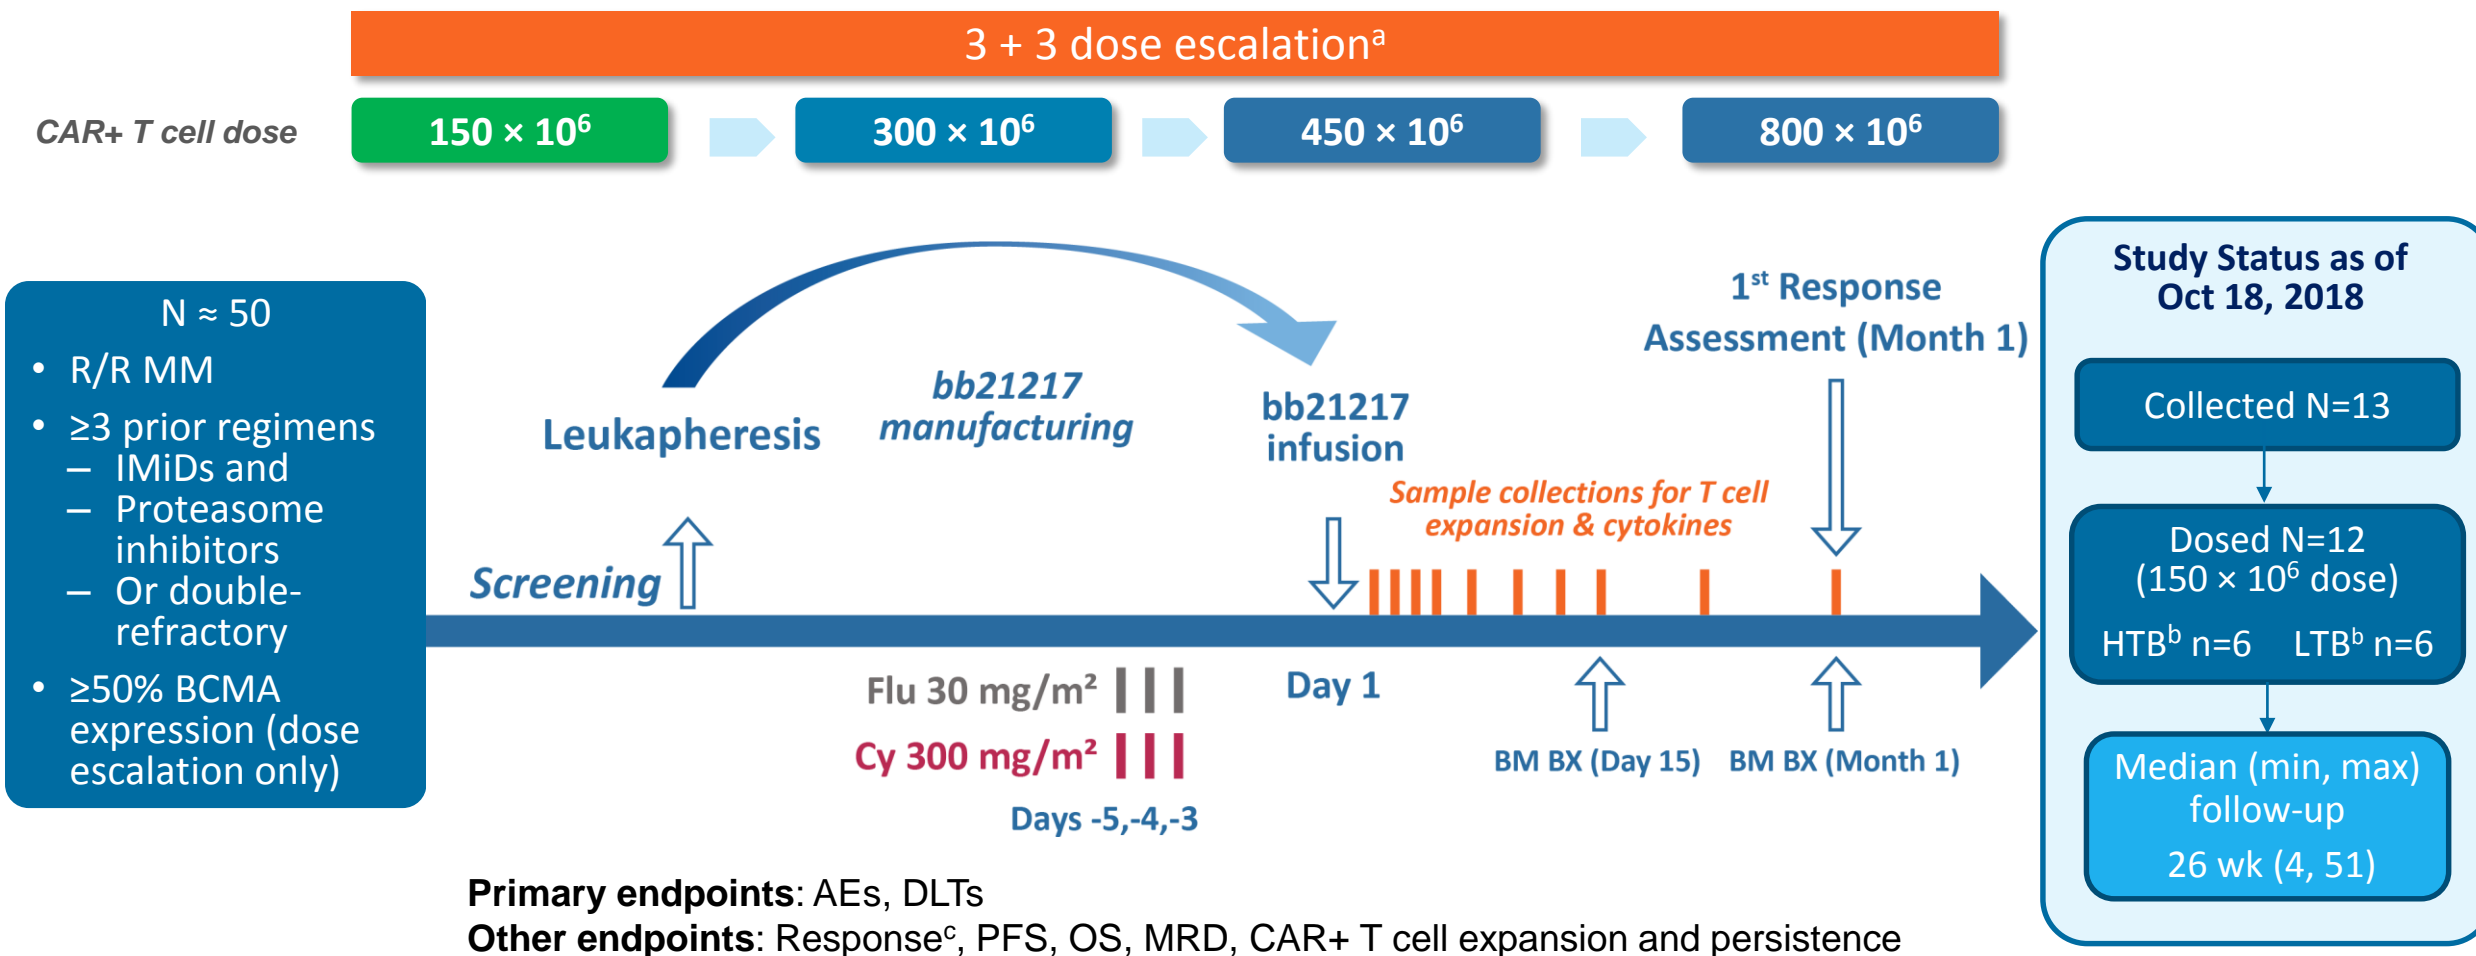 3 + 3 dose escalationᵃ
CAR+ T cell dose
150 × 10⁶
300 × 10⁶
450 × 10⁶
800 × 10⁶
N ≈ 50
• R/R MM
• ≥3 prior regimens
– IMiDs and
– Proteasome
inhibitors
– Or double-
refractory
• ≥50% BCMA
expression (dose
escalation only)
Screening
Leukapheresis
bb21217
manufacturing
bb21217
infusion
Sample collections for T cell
expansion & cytokines
1ˢᵗ Response
Assessment (Month 1)
Flu 30 mg/m²
Cy 300 mg/m²
Days -5,-4,-3
Day 1
BM BX (Day 15)
BM BX (Month 1)
Study Status as of
Oct 18, 2018
Collected N=13
Dosed N=12
(150 × 10⁶ dose)
HTBᵇ n=6 LTBᵇ n=6
Median (min, max)
follow-up
26 wk (4, 51)
Primary endpoints: AEs, DLTs
Other endpoints: Responseᶜ, PFS, OS, MRD, CAR+ T cell expansion and persistence